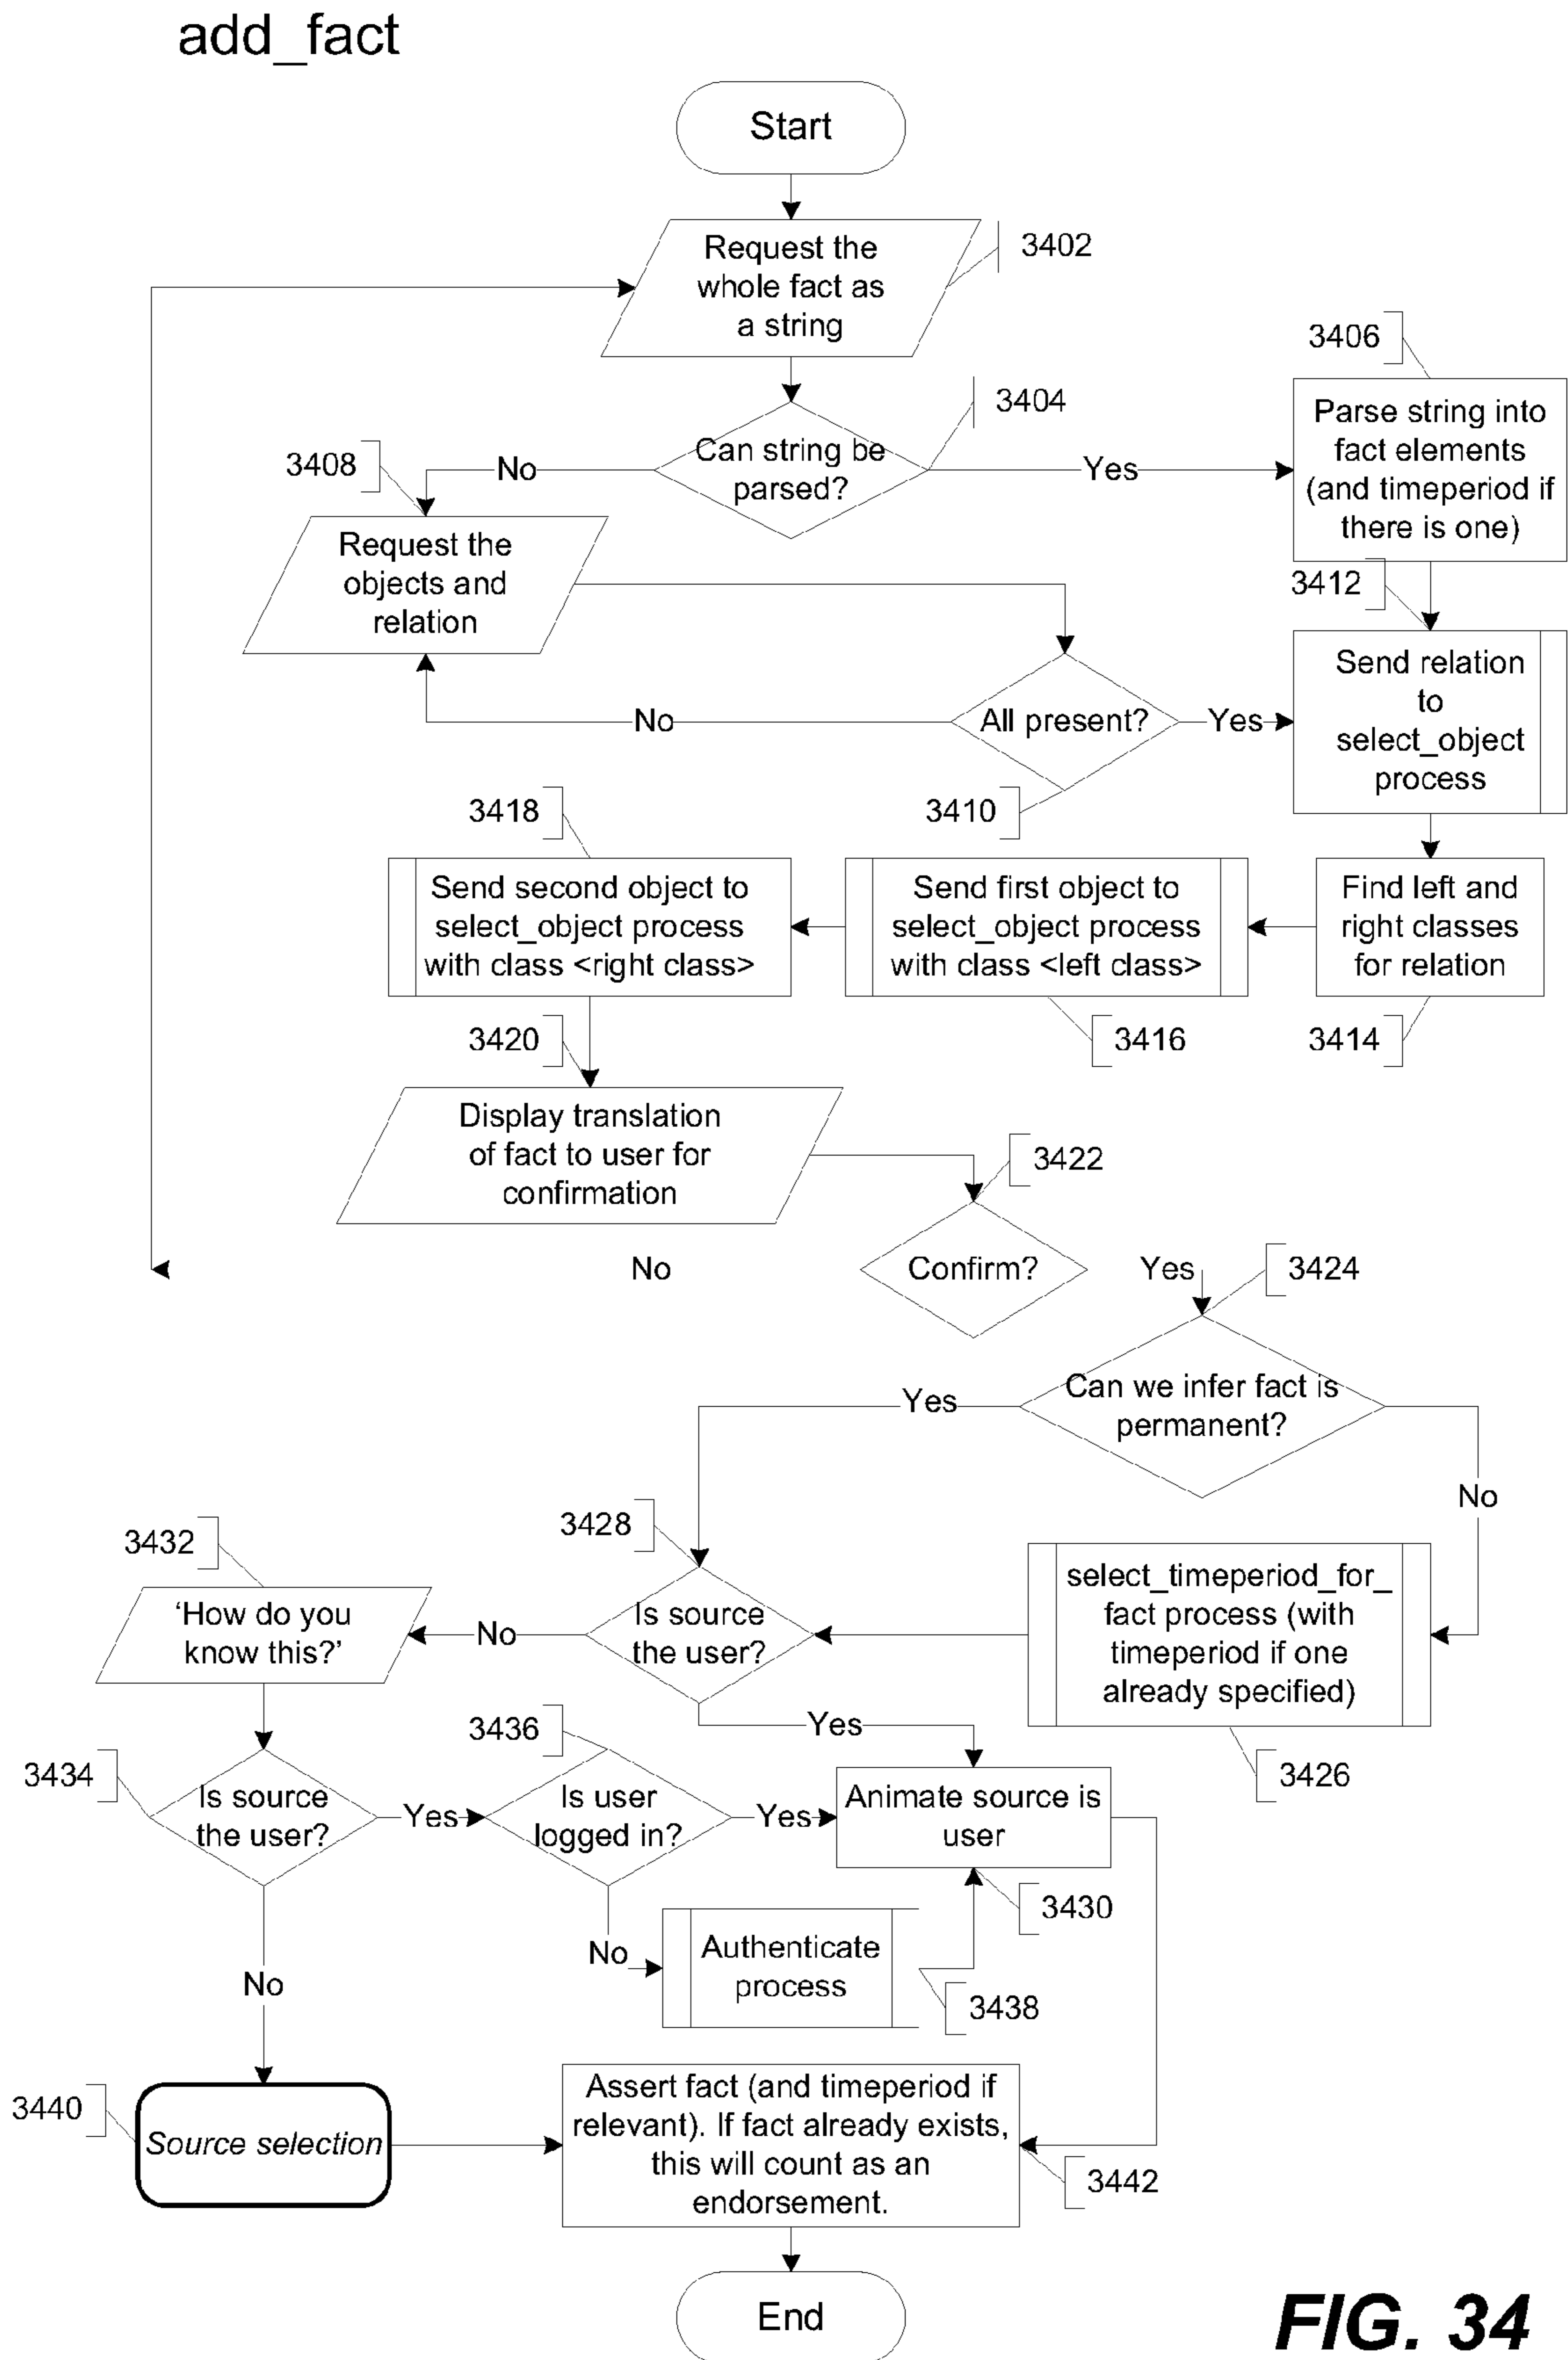 add_fact
Start
Request the
whole fact as
a string
3402
3406
3404
Can string be
parsed?
No
Yes
Parse string into
fact elements
(and timeperiod if
there is one)
3408
Request the
objects and
relation
3412
Send relation
to
select_object
process
All present?
No
Yes
3410
3418
Send second object to
select_object process
with class <right class>
Send first object to
select_object process
with class <left class>
Find left and
right classes
for relation
3420
3416
3414
Display translation
of fact to user for
confirmation
3422
No
Confirm?
Yes
3424
Can we infer fact is
permanent?
Yes
No
3428
3432
‘How do you
know this?’
No
Is source
the user?
select_timeperiod_for_
fact process (with
timeperiod if one
already specified)
Yes
3436
3434
3426
Is source
the user?
Yes
Is user
logged in?
Yes
Animate source is
user
3430
No
Authenticate
process
No
3438
3440
Source selection
Assert fact (and timeperiod if
relevant). If fact already exists,
this will count as an
endorsement.
3442
End
FIG. 34